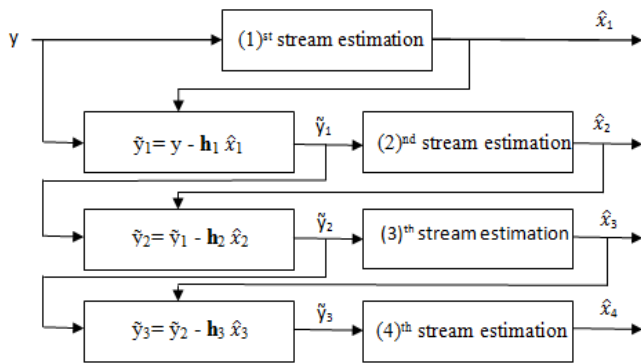 y (1)ˢᵗ stream estimation x̂₁
ỹ₁= y - h₁ x̂₁ ỹ₁ (2)ⁿᵈ stream estimation x̂₂
ỹ₂= ỹ₁ - h₂ x̂₂ ỹ₂ (3)ᵗʰ stream estimation x̂₃
ỹ₃= ỹ₂ - h₃ x̂₃ ỹ₃ (4)ᵗʰ stream estimation x̂₄